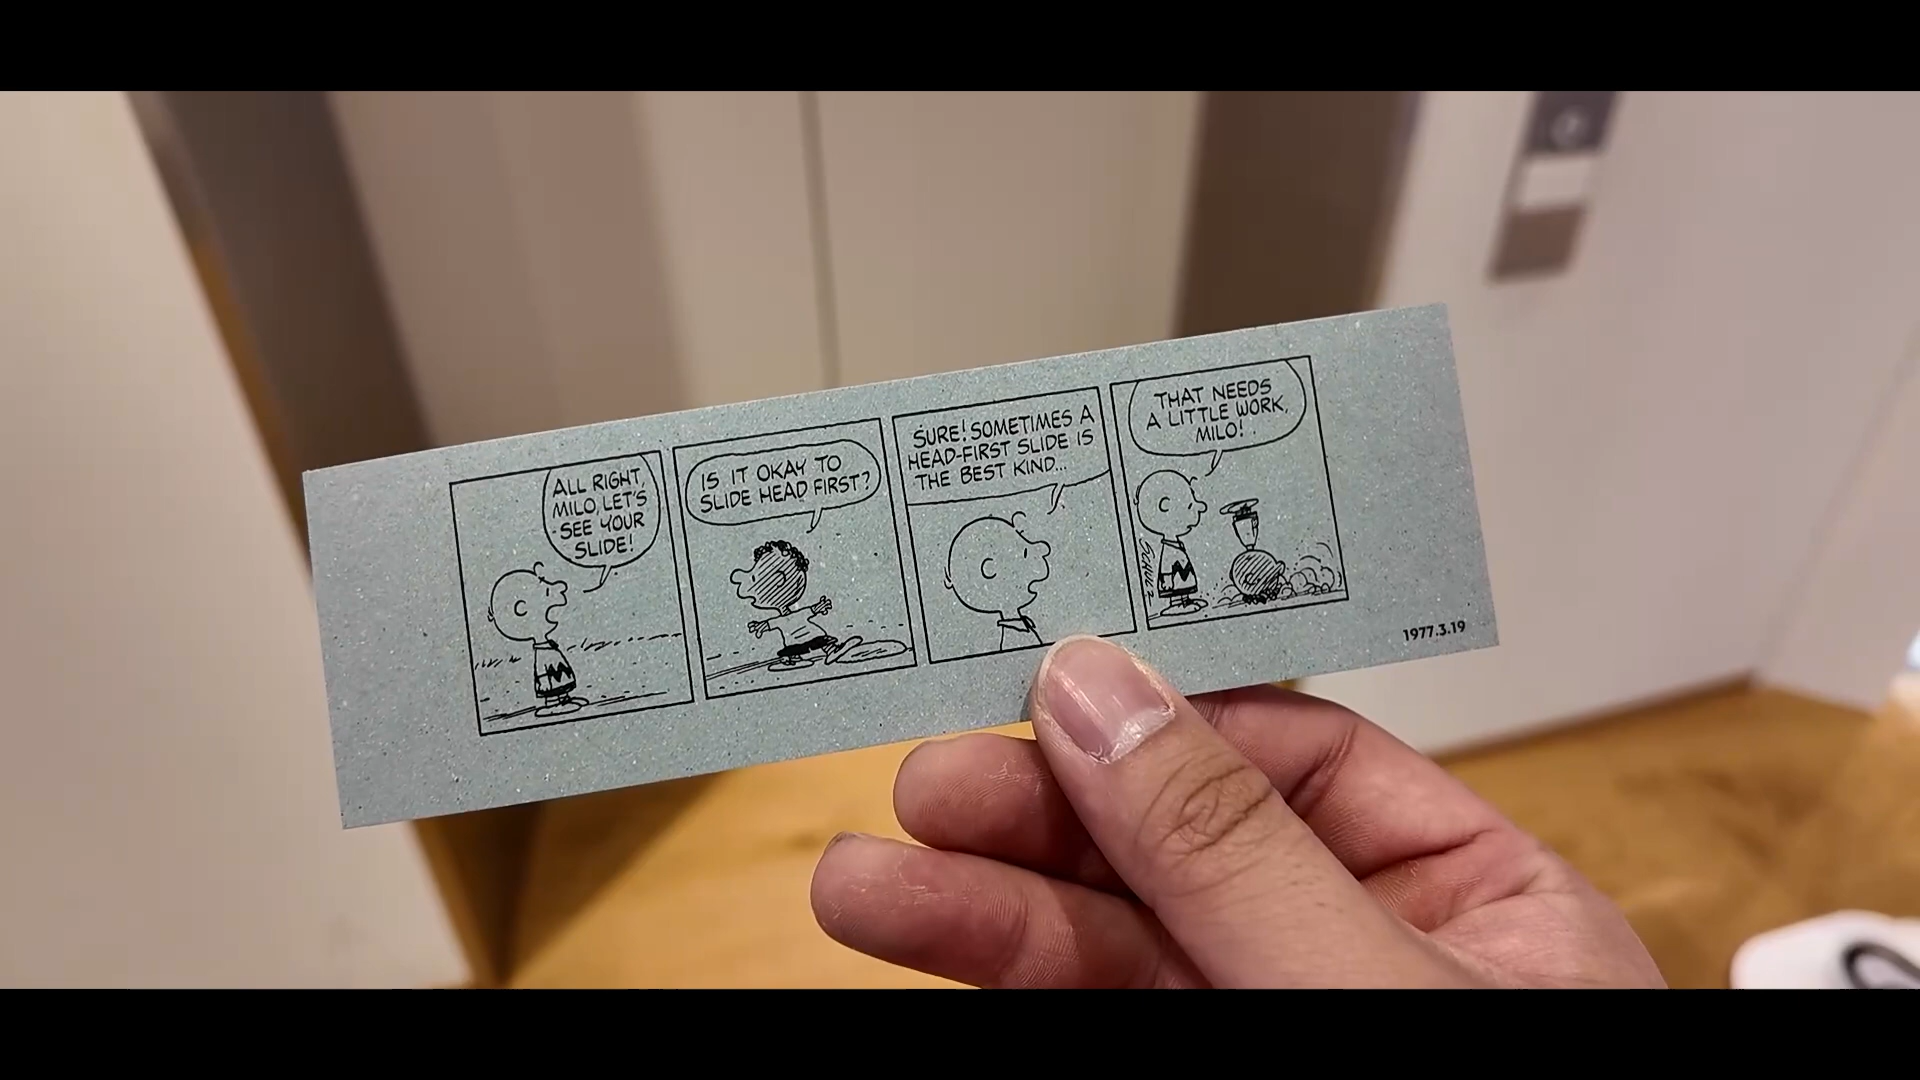 ALL RIGHT,
MILO, LET'S
SEE YOUR
SLIDE!
IS IT OKAY TO
SLIDE HEAD FIRST?
SURE! SOMETIMES A
HEAD-FIRST SLIDE IS
THE BEST KIND...
THAT NEEDS
A LITTLE WORK,
MILO!
SCHULZ
1977.3.19